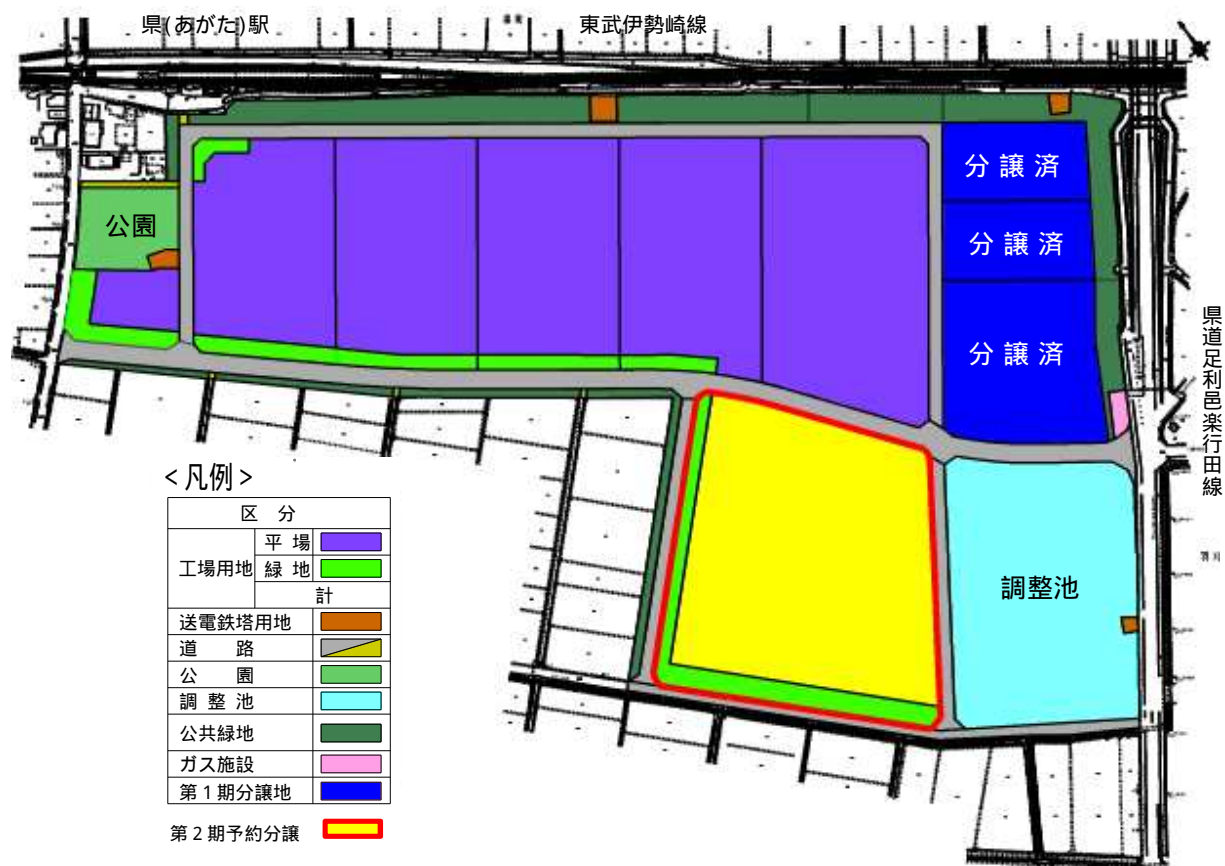 県(あがた)駅
東武伊勢崎線
分譲済
公園
分譲済
分譲済
県道足利邑楽行田線
調整池
<凡例>
区 分
工場用地
平 場
緑 地
計
送電鉄塔用地
道 路
公 園
調 整 池
公共緑地
ガス施設
第1期分譲地
第2期予約分譲